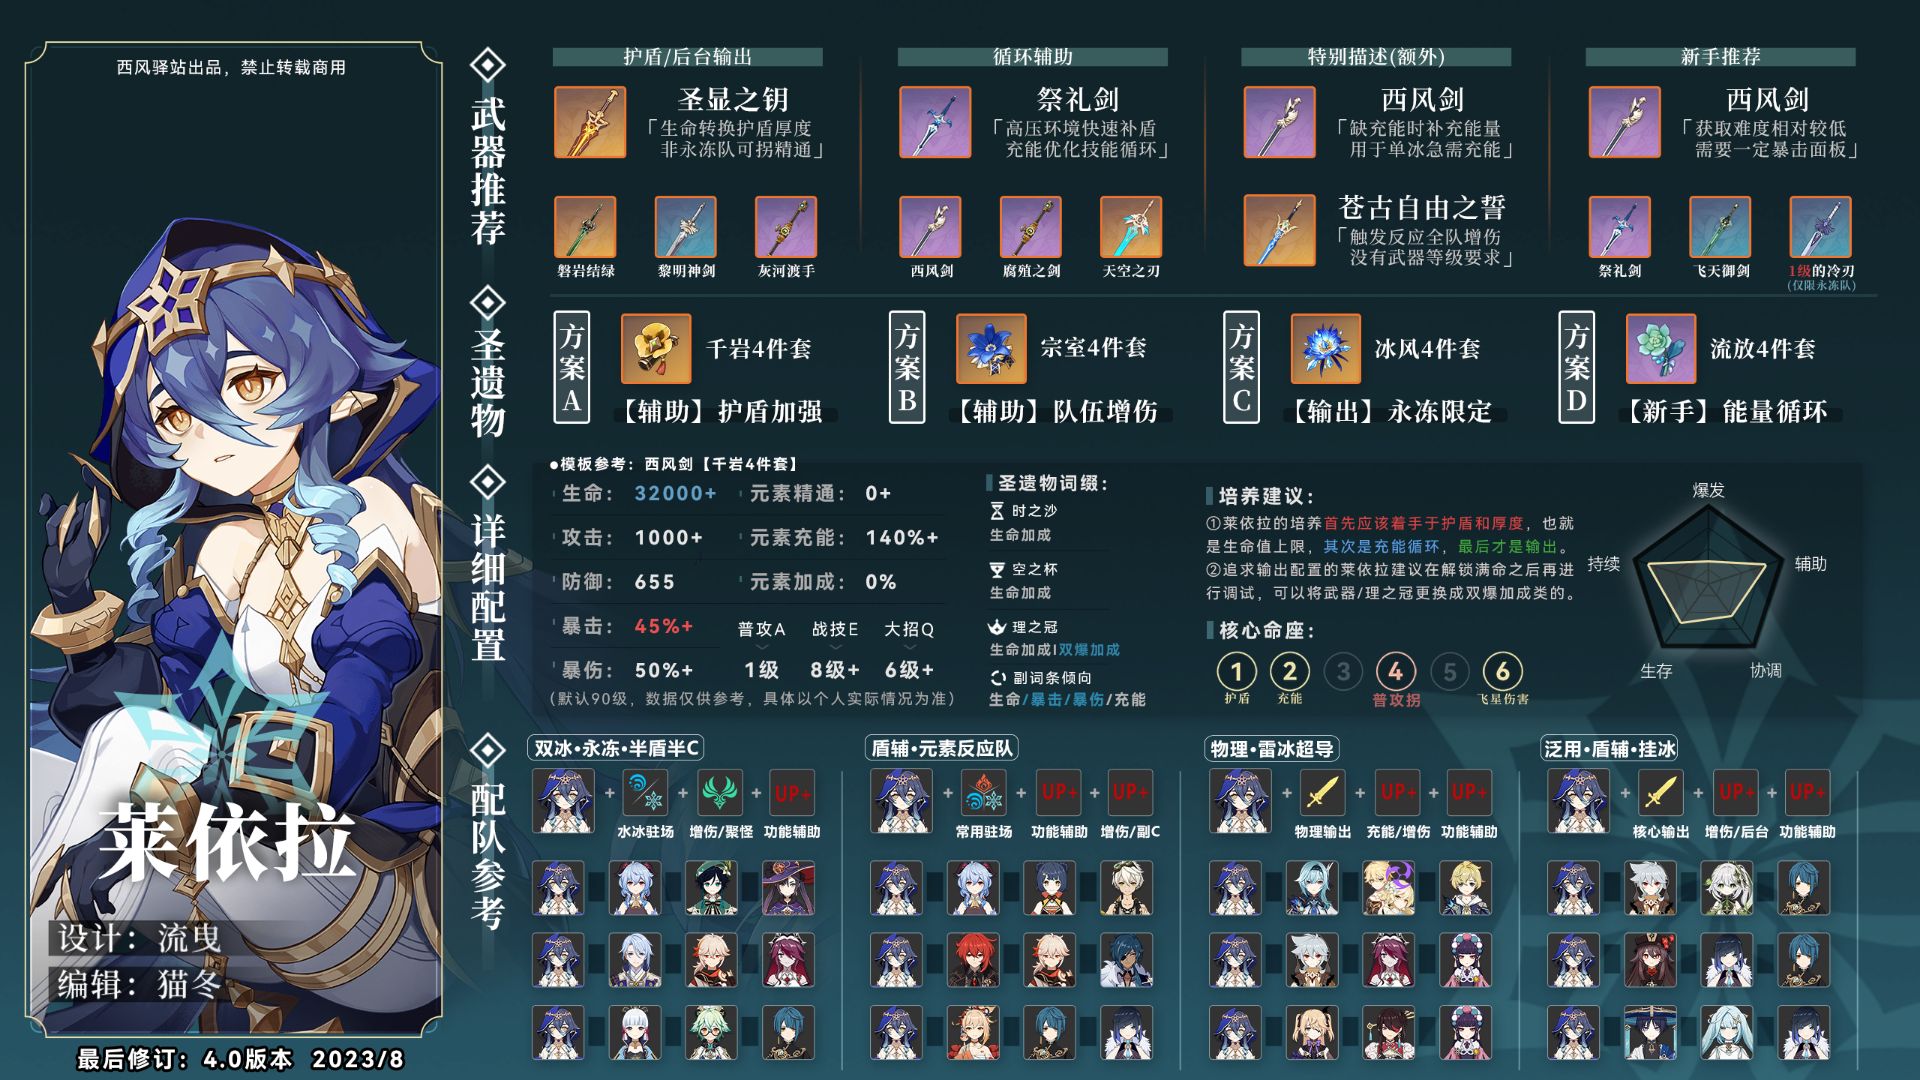 西风驿站出品，禁止转载商用
莱依拉
设计：流曳
编辑：猫冬
最后修订：4.0版本 2023/8
武器推荐
护盾/后台输出
圣显之钥
「生命转换护盾厚度
非永冻队可拐精通」
磐岩结绿
黎明神剑
灰河渡手
循环辅助
祭礼剑
「高压环境快速补盾
充能优化技能循环」
西风剑
腐殖之剑
天空之刃
特别描述(额外)
西风剑
「缺充能时补充能量
用于单冰急需充能」
苍古自由之誓
「触发反应全队增伤
没有武器等级要求」
新手推荐
西风剑
「获取难度相对较低
需要一定暴击面板」
祭礼剑
飞天御剑
1级的冷刃
(仅限永冻队)
圣遗物
方案A
千岩4件套
【辅助】护盾加强
方案B
宗室4件套
【辅助】队伍增伤
方案C
冰风4件套
【输出】永冻限定
方案D
流放4件套
【新手】能量循环
详细配置
●模板参考：西风剑【千岩4件套】
生命：32000+ 元素精通：0+
攻击：1000+ 元素充能：140%+
防御：655 元素加成：0%
暴击：45%+ 普攻A 战技E 大招Q
暴伤：50%+ 1级 8级+ 6级+
(默认90级，数据仅供参考，具体以个人实际情况为准)
圣遗物词缀：
时之沙
生命加成
空之杯
生命加成
理之冠
生命加成|双爆加成
副词条倾向
生命/暴击/暴伤/充能
培养建议：
①莱依拉的培养首先应该着手于护盾和厚度，也就
是生命值上限，其次是充能循环，最后才是输出。
②追求输出配置的莱依拉建议在解锁满命之后再进
行调试，可以将武器/理之冠更换成双爆加成类的。
核心命座：
1 2 3 4 5 6
护盾 充能 普攻拐 飞星伤害
爆发
辅助
协调
生存
持续
配队参考
双冰·永冻·半盾半C
+ + + UP+
水冰驻场 增伤/聚怪 功能辅助
盾辅·元素反应队
+ + UP+ + UP+
常用驻场 功能辅助 增伤/副C
物理·雷冰超导
+ + UP+ + UP+
物理输出 充能/增伤 功能辅助
泛用·盾辅·挂冰
+ + UP+ + UP+
核心输出 增伤/后台 功能辅助